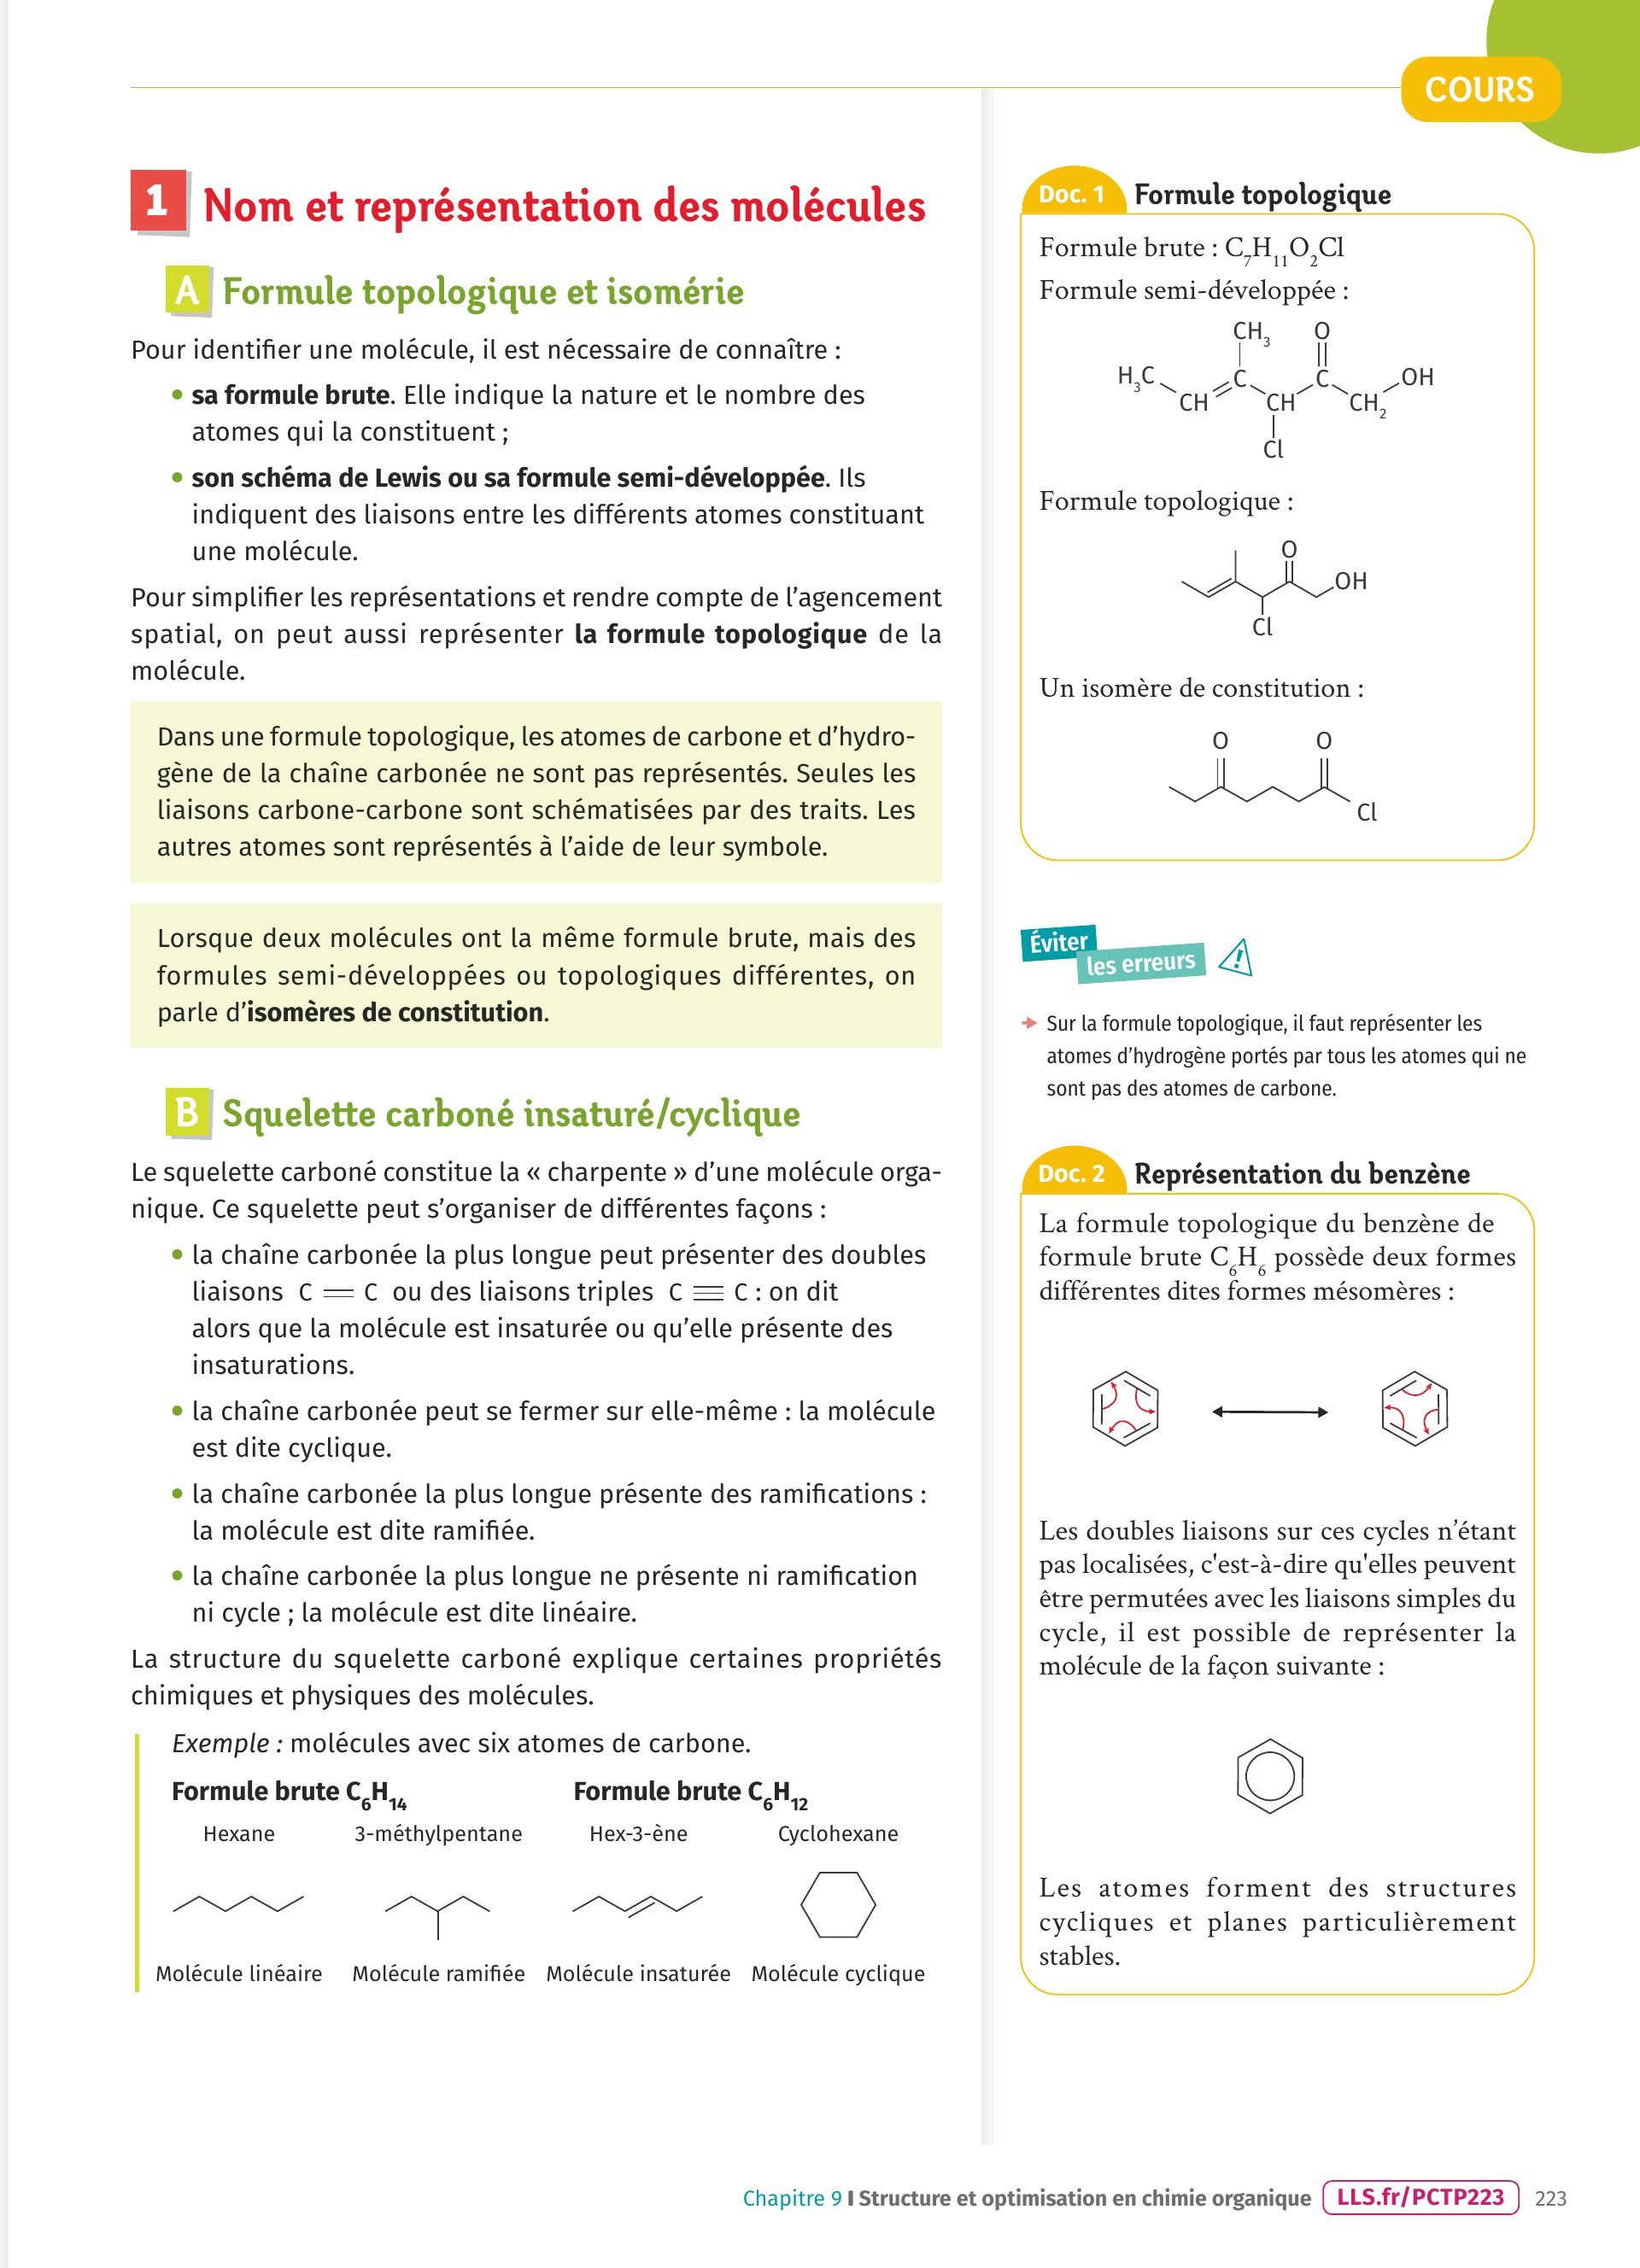 COURS
1 Nom et représentation des molécules
A Formule topologique et isomérie
Pour identifier une molécule, il est nécessaire de connaître :
• sa formule brute. Elle indique la nature et le nombre des
atomes qui la constituent ;
• son schéma de Lewis ou sa formule semi-développée. Ils
indiquent des liaisons entre les différents atomes constituant
une molécule.
Pour simplifier les représentations et rendre compte de l’agencement
spatial, on peut aussi représenter la formule topologique de la
molécule.
Dans une formule topologique, les atomes de carbone et d’hydro-
gène de la chaîne carbonée ne sont pas représentés. Seules les
liaisons carbone-carbone sont schématisées par des traits. Les
autres atomes sont représentés à l’aide de leur symbole.
Lorsque deux molécules ont la même formule brute, mais des
formules semi-développées ou topologiques différentes, on
parle d’isomères de constitution.
B Squelette carboné insaturé/cyclique
Le squelette carboné constitue la « charpente » d’une molécule orga-
nique. Ce squelette peut s’organiser de différentes façons :
• la chaîne carbonée la plus longue peut présenter des doubles
liaisons C = C ou des liaisons triples C ≡ C : on dit
alors que la molécule est insaturée ou qu’elle présente des
insaturations.
• la chaîne carbonée peut se fermer sur elle-même : la molécule
est dite cyclique.
• la chaîne carbonée la plus longue présente des ramifications :
la molécule est dite ramifiée.
• la chaîne carbonée la plus longue ne présente ni ramification
ni cycle ; la molécule est dite linéaire.
La structure du squelette carboné explique certaines propriétés
chimiques et physiques des molécules.
Exemple : molécules avec six atomes de carbone.
Formule brute C₆H₁₄ Formule brute C₆H₁₂
Hexane 3-méthylpentane Hex-3-ène Cyclohexane
Molécule linéaire Molécule ramifiée Molécule insaturée Molécule cyclique
Doc. 1 Formule topologique
Formule brute : C₇H₁₁O₂Cl
Formule semi-développée :
CH₃ O
H₃C C C OH
CH CH CH₂
Cl
Formule topologique :
O
OH
Cl
Un isomère de constitution :
O O
Cl
Éviter
les erreurs
Sur la formule topologique, il faut représenter les
atomes d’hydrogène portés par tous les atomes qui ne
sont pas des atomes de carbone.
Doc. 2 Représentation du benzène
La formule topologique du benzène de
formule brute C₆H₆ possède deux formes
différentes dites formes mésomères :
Les doubles liaisons sur ces cycles n’étant
pas localisées, c'est-à-dire qu'elles peuvent
être permutées avec les liaisons simples du
cycle, il est possible de représenter la
molécule de la façon suivante :
Les atomes forment des structures
cycliques et planes particulièrement
stables.
Chapitre 9 I Structure et optimisation en chimie organique LLS.fr/PCTP223 223